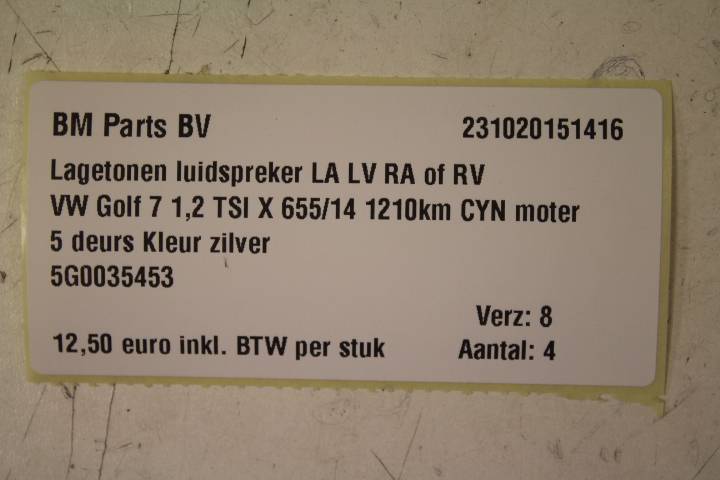 BM Parts BV 231020151416
Lagetonen luidspreker LA LV RA of RV
VW Golf 7 1,2 TSI X 655/14 1210km CYN moter
5 deurs Kleur zilver
5G0035453
Verz: 8
12,50 euro inkl. BTW per stuk Aantal: 4